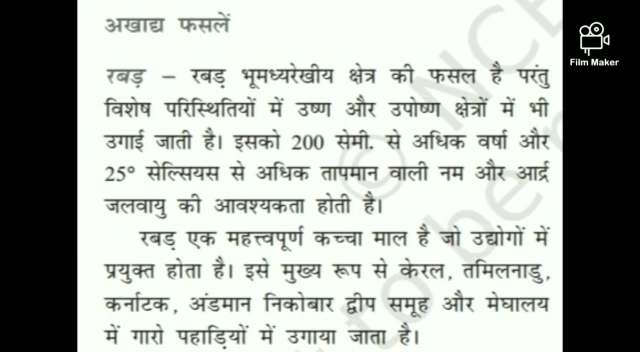 अखाद्य फसलें
Film Maker
रबड़ – रबड़ भूमध्यरेखीय क्षेत्र की फसल है परंतु
विशेष परिस्थितियों में उष्ण और उपोष्ण क्षेत्रों में भी
उगाई जाती है। इसको 200 सेमी. से अधिक वर्षा और
25° सेल्सियस से अधिक तापमान वाली नम और आर्द्र
जलवायु की आवश्यकता होती है।
रबड़ एक महत्त्वपूर्ण कच्चा माल है जो उद्योगों में
प्रयुक्त होता है। इसे मुख्य रूप से केरल, तमिलनाडु,
कर्नाटक, अंडमान निकोबार द्वीप समूह और मेघालय
में गारो पहाड़ियों में उगाया जाता है।